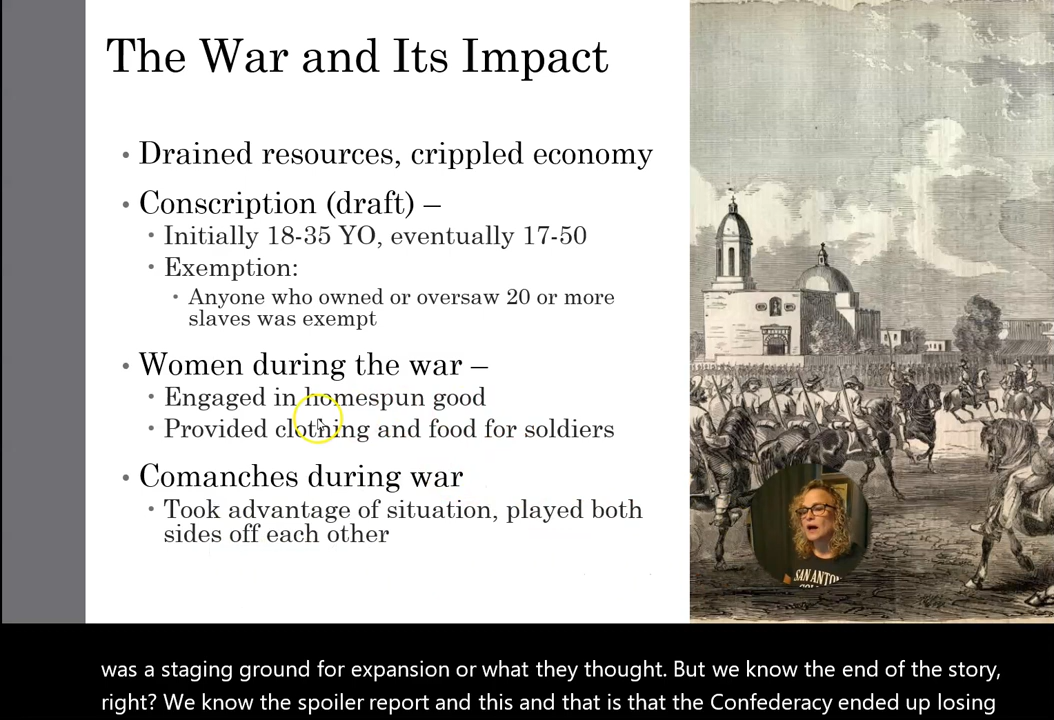 The War and Its Impact
• Drained resources, crippled economy
• Conscription (draft) –
• Initially 18-35 YO, eventually 17-50
• Exemption:
• Anyone who owned or oversaw 20 or more
slaves was exempt
• Women during the war –
• Engaged in homespun good
• Provided clothing and food for soldiers
• Comanches during war
• Took advantage of situation, played both
sides off each other
SAN
was a staging ground for expansion or what they thought. But we know the end of the story,
right? We know the spoiler report and this and that is that the Confederacy ended up losing